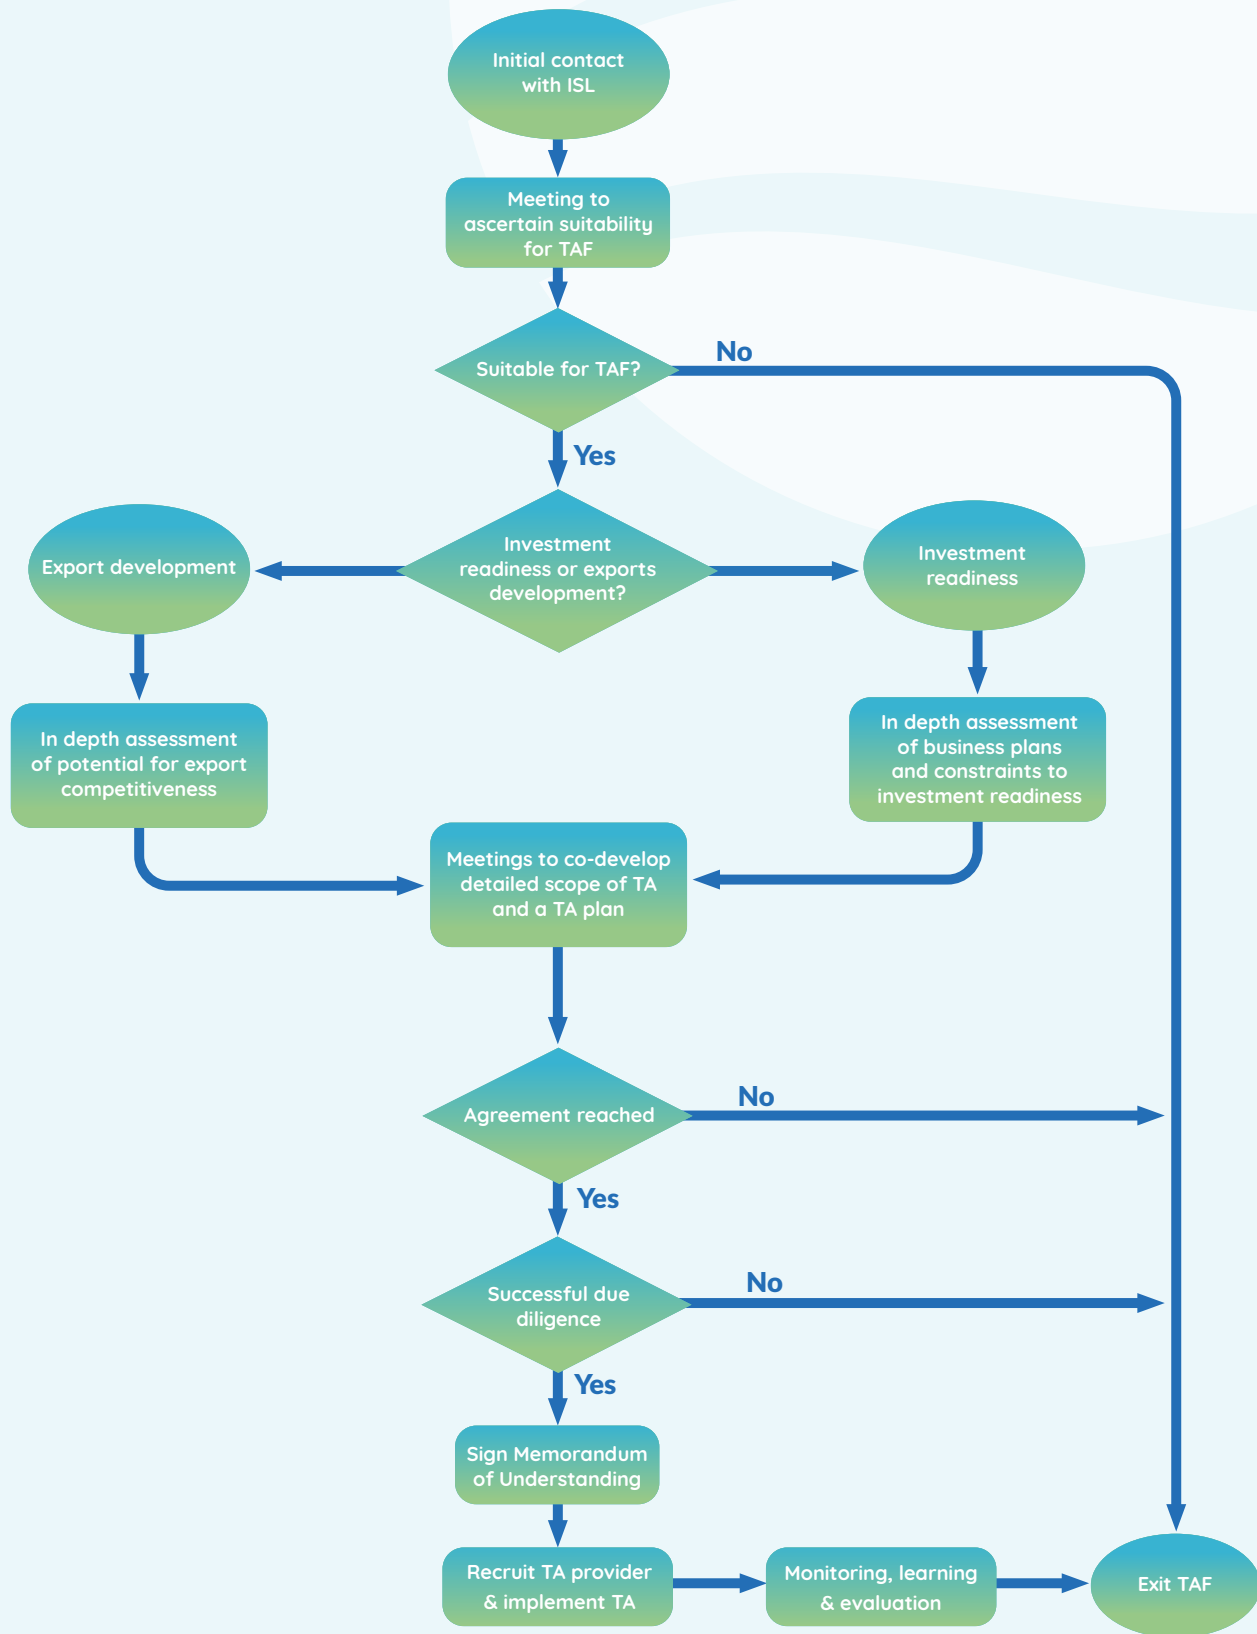 Initial contact
with ISL
Meeting to
ascertain suitability
for TAF
Suitable for TAF?
No
Yes
Investment
readiness or exports
development?
Export development
Investment
readiness
In depth assessment
of potential for export
competitiveness
In depth assessment
of business plans
and constraints to
investment readiness
Meetings to co-develop
detailed scope of TA
and a TA plan
Agreement reached
No
Yes
Successful due
diligence
No
Yes
Sign Memorandum
of Understanding
Recruit TA provider
& implement TA
Monitoring, learning
& evaluation
Exit TAF